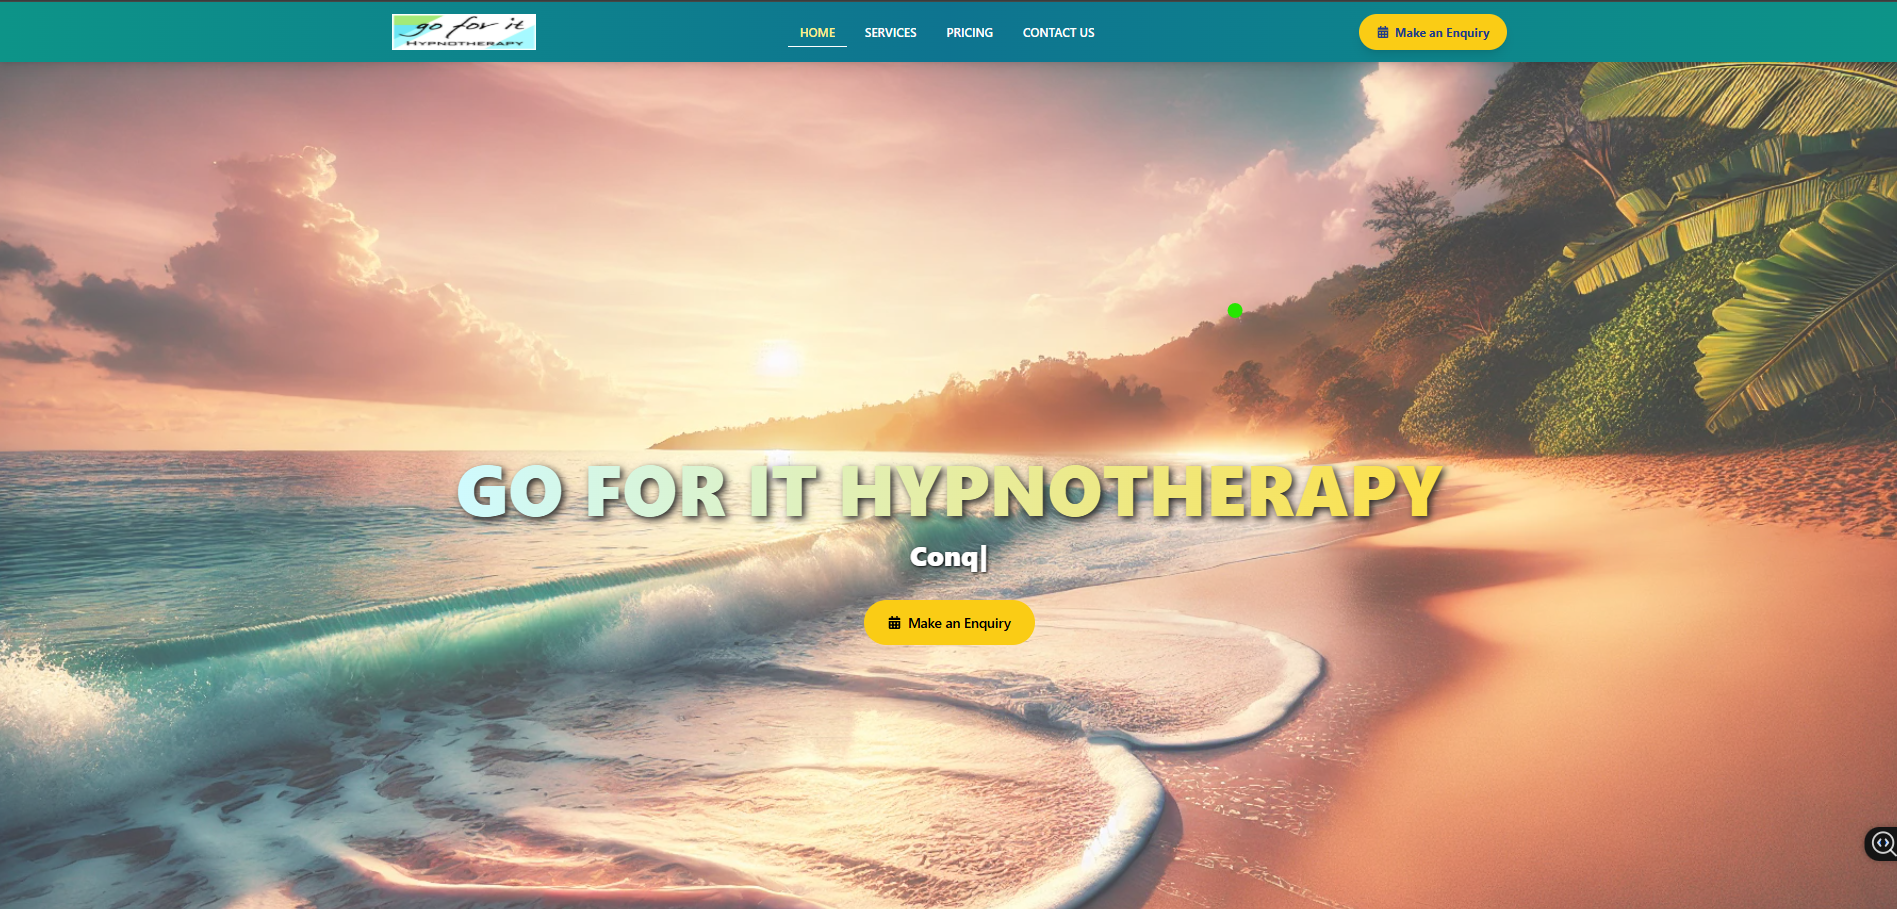 go for it
HYPNOTHERAPY
HOME
SERVICES
PRICING
CONTACT US
Make an Enquiry
GO FOR IT HYPNOTHERAPY
Conq|
Make an Enquiry